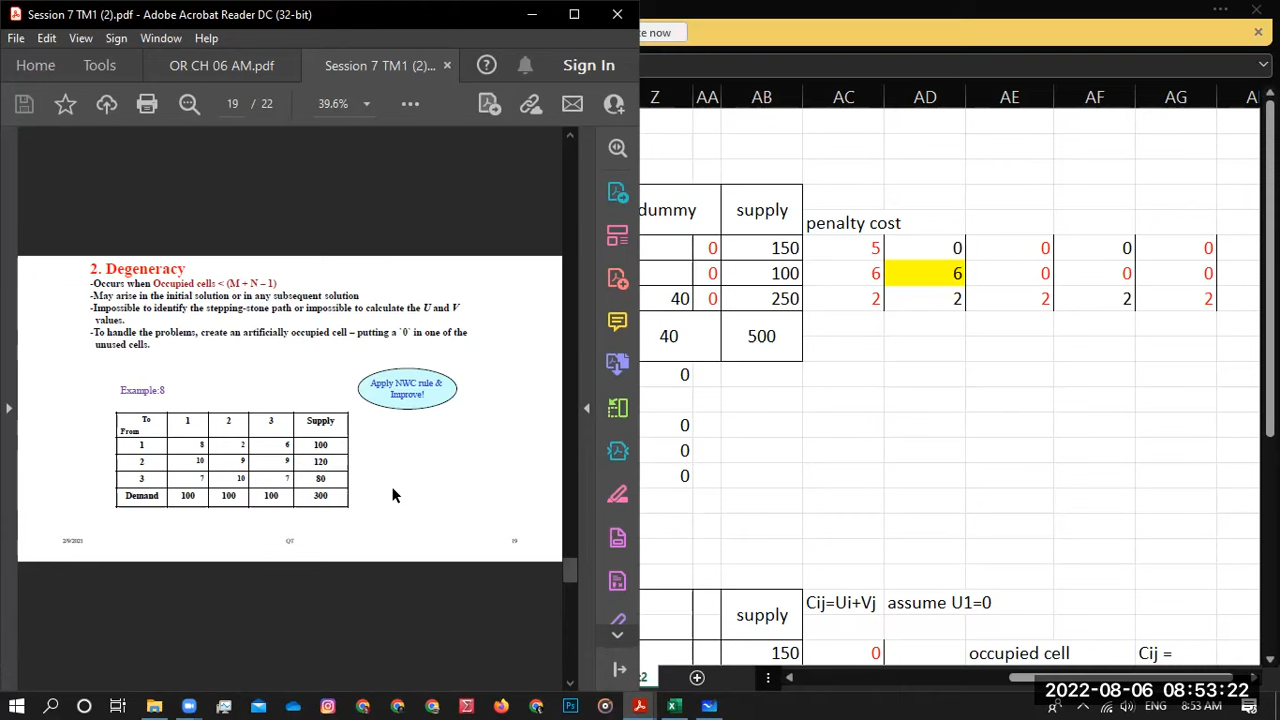 Session 7 TM1 (2).pdf - Adobe Acrobat Reader DC (32-bit)
File Edit View Sign Window Help
Home Tools OR CH 06 AM.pdf Session 7 TM1 (2)... × Sign In
19 / 22 39.6%
2. Degeneracy
-Occurs when Occupied cells < (M + N – 1)
-May arise in the initial solution or in any subsequent solution
-Impossible to identify the stepping-stone path or impossible to calculate the U and V
values.
-To handle the problems, create an artificially occupied cell – putting a `0` in one of the
unused cells.
Example:8
Apply NWC rule &
Improve!
To
From
1 2 3 Supply
1 8 2 6 100
2 10 9 9 120
3 7 10 7 80
Demand 100 100 100 300
2/9/2021 QT 19
te now
Z AA AB AC AD AE AF AG
dummy supply
penalty cost
0 150 5 0 0 0 0
0 100 6 6 0 0 0
40 0 250 2 2 2 2 2
40 500
0
0
0
0
supply Cij=Ui+Vj assume U1=0
150 0 occupied cell Cij =
2
2022-08-06 08:53:22
ENG 8:53 AM